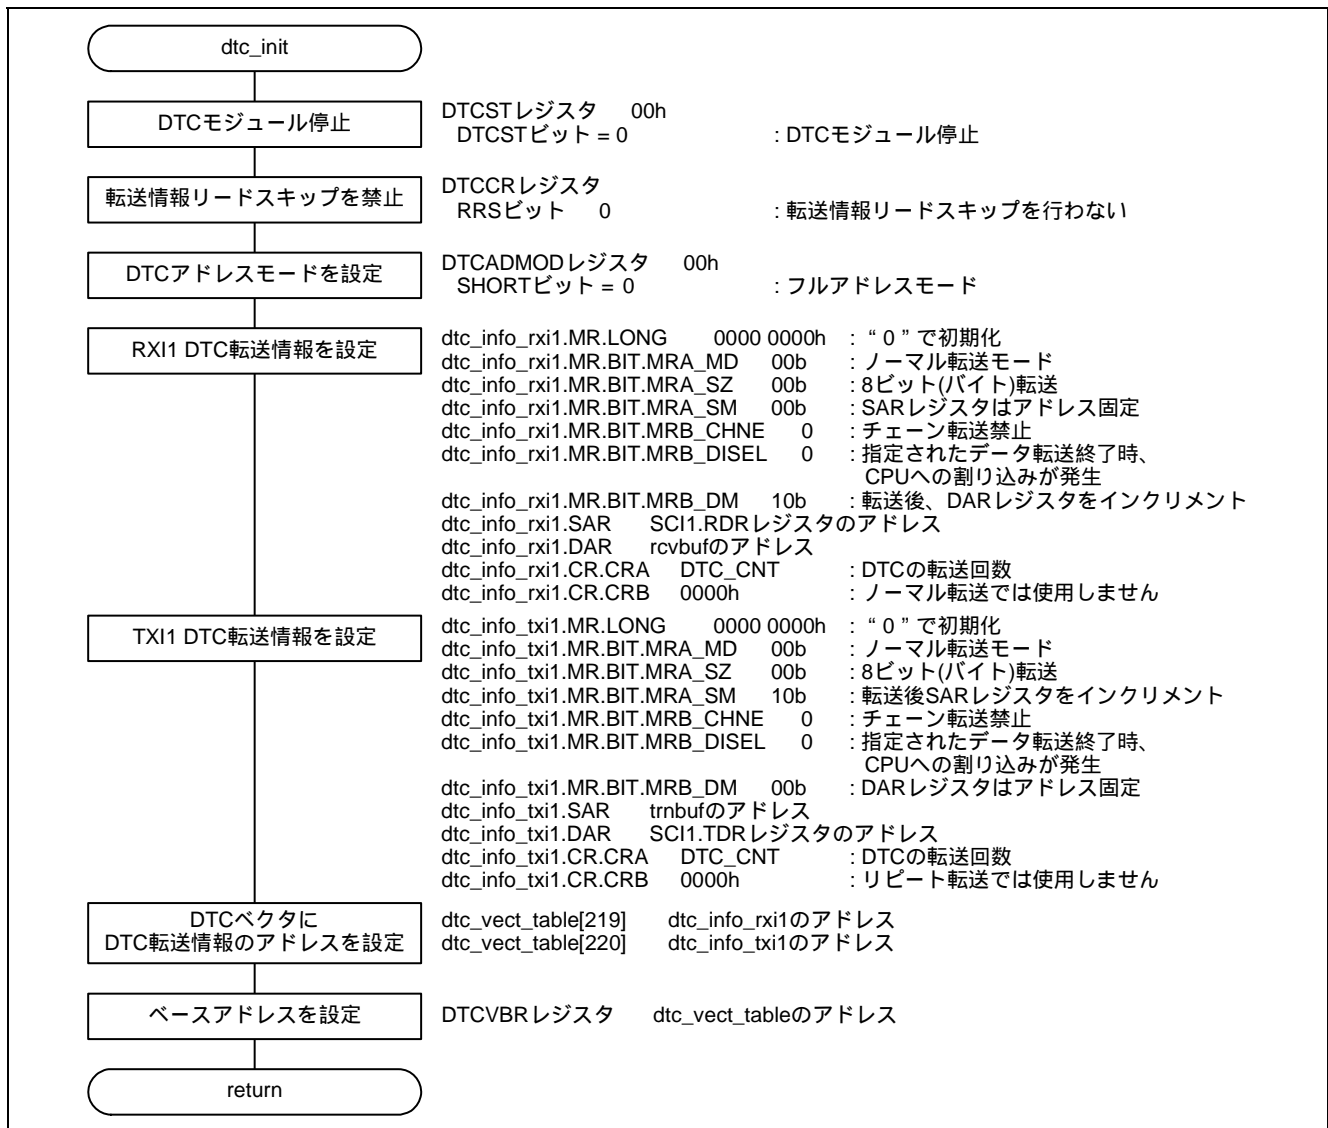 dtc_init
DTCモジュール停止
DTCSTレジスタ 00h
DTCSTビット = 0 : DTCモジュール停止
転送情報リードスキップを禁止
DTCCRレジスタ
RRSビット 0 : 転送情報リードスキップを行わない
DTCアドレスモードを設定
DTCADMODレジスタ 00h
SHORTビット = 0 : フルアドレスモード
RXI1 DTC転送情報を設定
dtc_info_rxi1.MR.LONG 0000 0000h : “0”で初期化
dtc_info_rxi1.MR.BIT.MRA_MD 00b : ノーマル転送モード
dtc_info_rxi1.MR.BIT.MRA_SZ 00b : 8ビット(バイト)転送
dtc_info_rxi1.MR.BIT.MRA_SM 00b : SARレジスタはアドレス固定
dtc_info_rxi1.MR.BIT.MRB_CHNE 0 : チェーン転送禁止
dtc_info_rxi1.MR.BIT.MRB_DISEL 0 : 指定されたデータ転送終了時、
CPUへの割り込みが発生
dtc_info_rxi1.MR.BIT.MRB_DM 10b : 転送後、DARレジスタをインクリメント
dtc_info_rxi1.SAR SCI1.RDRレジスタのアドレス
dtc_info_rxi1.DAR rcvbufのアドレス
dtc_info_rxi1.CR.CRA DTC_CNT : DTCの転送回数
dtc_info_rxi1.CR.CRB 0000h : ノーマル転送では使用しません
TXI1 DTC転送情報を設定
dtc_info_txi1.MR.LONG 0000 0000h : “0”で初期化
dtc_info_txi1.MR.BIT.MRA_MD 00b : ノーマル転送モード
dtc_info_txi1.MR.BIT.MRA_SZ 00b : 8ビット(バイト)転送
dtc_info_txi1.MR.BIT.MRA_SM 10b : 転送後SARレジスタをインクリメント
dtc_info_txi1.MR.BIT.MRB_CHNE 0 : チェーン転送禁止
dtc_info_txi1.MR.BIT.MRB_DISEL 0 : 指定されたデータ転送終了時、
CPUへの割り込みが発生
dtc_info_txi1.MR.BIT.MRB_DM 00b : DARレジスタはアドレス固定
dtc_info_txi1.SAR trnbufのアドレス
dtc_info_txi1.DAR SCI1.TDRレジスタのアドレス
dtc_info_txi1.CR.CRA DTC_CNT : DTCの転送回数
dtc_info_txi1.CR.CRB 0000h : リピート転送では使用しません
DTCベクタに
DTC転送情報のアドレスを設定
dtc_vect_table[219] dtc_info_rxi1のアドレス
dtc_vect_table[220] dtc_info_txi1のアドレス
ベースアドレスを設定
DTCVBRレジスタ dtc_vect_tableのアドレス
return